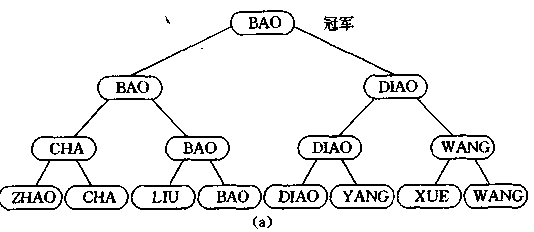 BAO 冠军
BAO DIAO
CHA BAO DIAO WANG
ZHAO CHA LIU BAO DIAO YANG XUE WANG
(a)